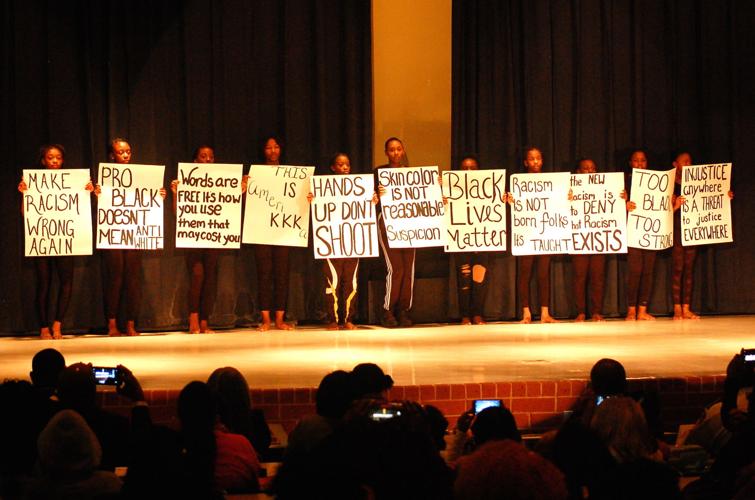 MAKE
RACISM
WRONG
AGAIN
PRO
BLACK
DOESN'T
MEAN ANTI
WHITE
Words are
FREE ITS how
you use
them that
may cost you
THIS
IS
AmeriKKKa
HANDS
UP DON'T
SHOOT
Skin color
IS NOT
reasonable
Suspicion
Black
Lives
Matter
Racism
is NOT
born folks
Its TAUGHT
the NEW
racism is
to DENY
that Racism
EXISTS
TOO
BLACK
TOO
STRONG
INJUSTICE
anywhere
is A THREAT
to Justice
EVERYWHERE